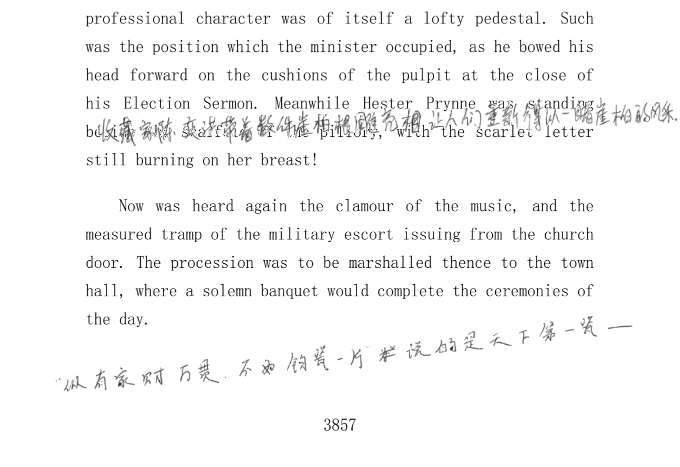 professional character was of itself a lofty pedestal. Such
was the position which the minister occupied, as he bowed his
head forward on the cushions of the pulpit at the close of
his Election Sermon. Meanwhile Hester Prynne was standing
收藏家陈 带着数件崖柏根雕亮相,让人们重新得以一睹崖柏的风采.
beside the scaffold of the pillory, with the scarlet letter
still burning on her breast!
Now was heard again the clamour of the music, and the
measured tramp of the military escort issuing from the church
door. The procession was to be marshalled thence to the town
hall, where a solemn banquet would complete the ceremonies of
the day.
“纵有家财万贯,不如钧瓷一片”说的是天下第一瓷—
3857